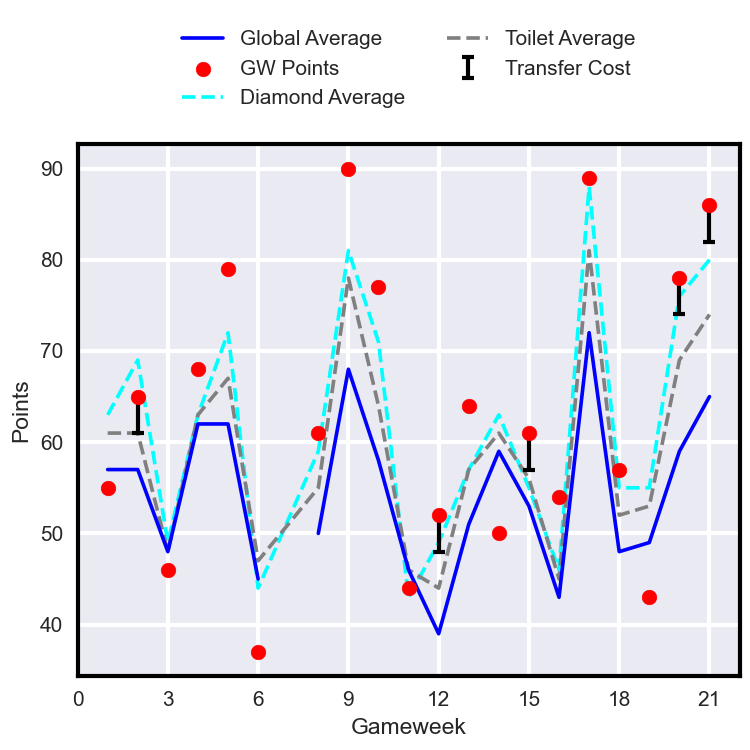 Global Average
GW Points
Diamond Average
Toilet Average
Transfer Cost
90
80
70
60
50
40
Points
0 3 6 9 12 15 18 21
Gameweek